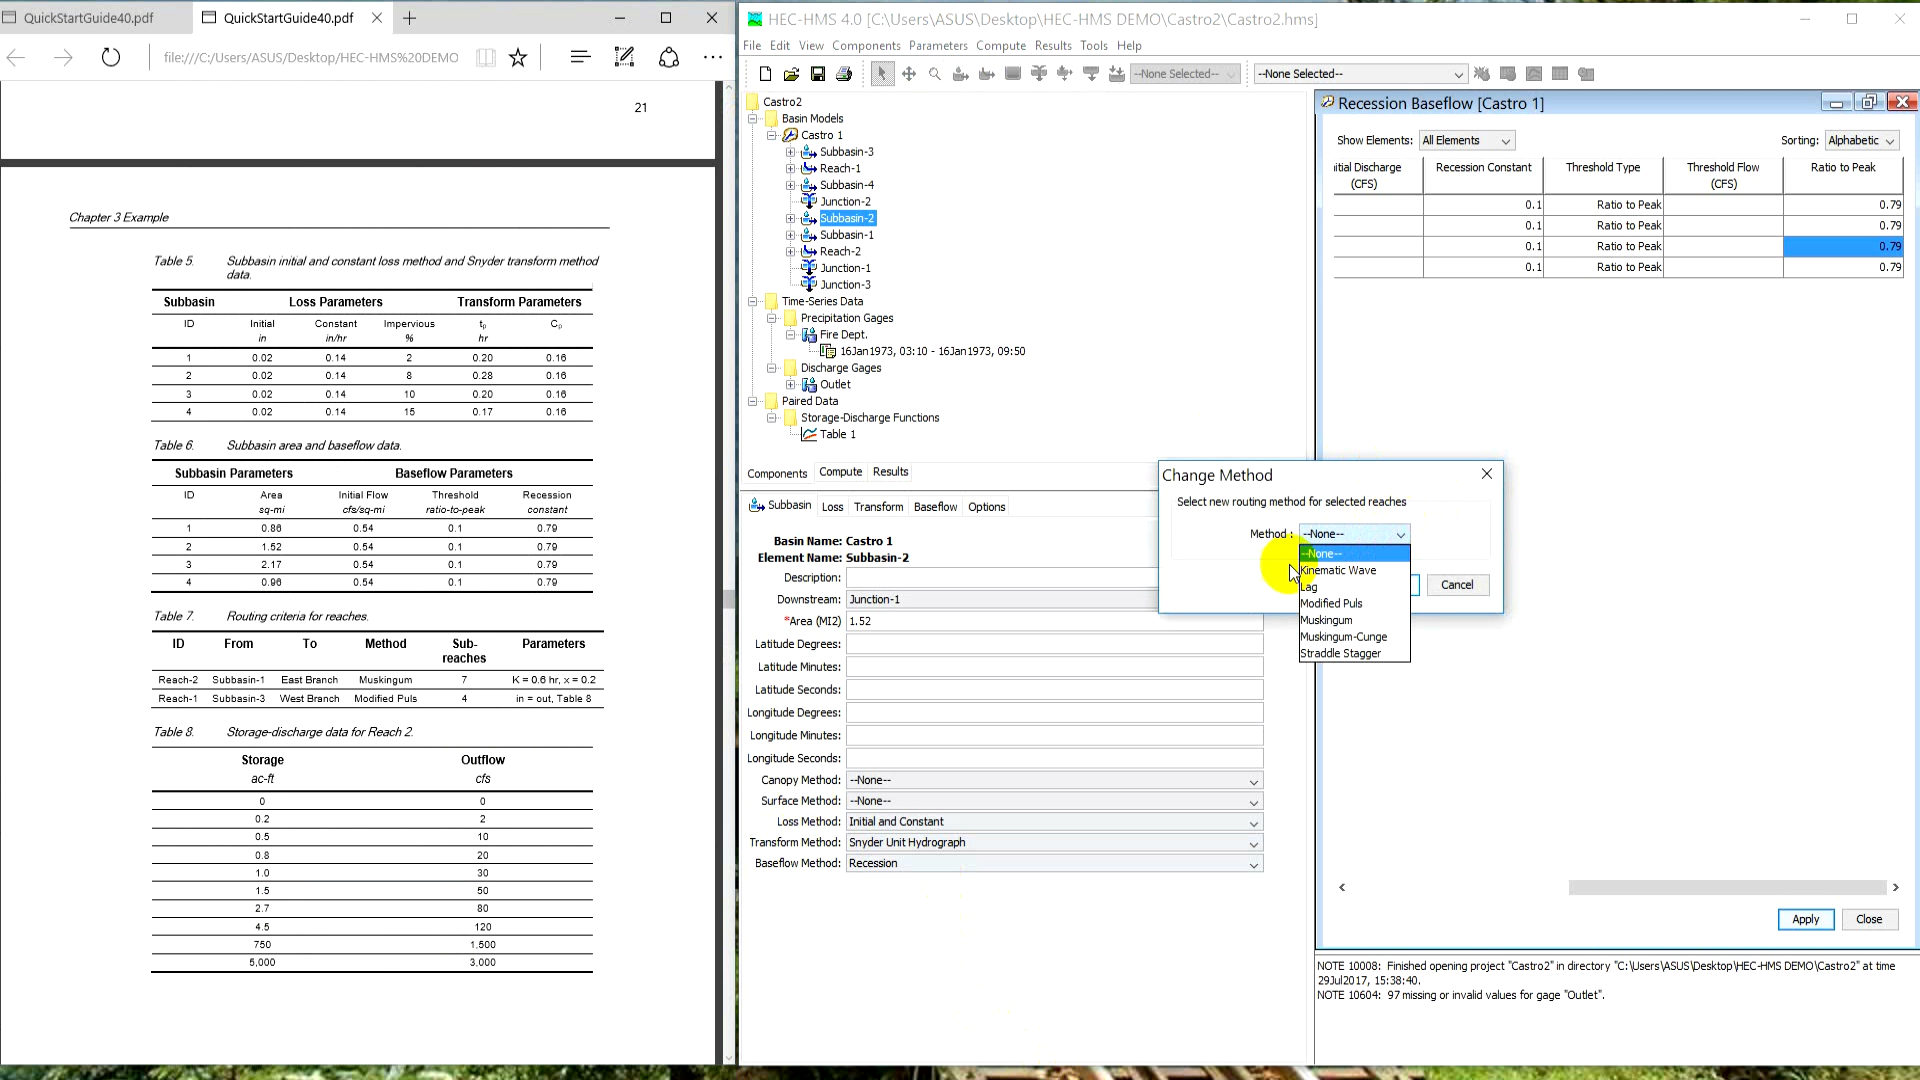 QuickStartGuide40.pdf
QuickStartGuide40.pdf
file:///C:/Users/ASUS/Desktop/HEC-HMS%20DEMO
21
Chapter 3 Example
Table 5. Subbasin initial and constant loss method and Snyder transform method
data.
Subbasin Loss Parameters Transform Parameters
ID Initial Constant Impervious tp Cp
in in/hr % hr
1 0.02 0.14 2 0.20 0.16
2 0.02 0.14 8 0.28 0.16
3 0.02 0.14 10 0.20 0.16
4 0.02 0.14 15 0.17 0.16
Table 6. Subbasin area and baseflow data.
Subbasin Parameters Baseflow Parameters
ID Area Initial Flow Threshold Recession
sq-mi cfs/sq-mi ratio-to-peak constant
1 0.86 0.54 0.1 0.79
2 1.52 0.54 0.1 0.79
3 2.17 0.54 0.1 0.79
4 0.96 0.54 0.1 0.79
Table 7. Routing criteria for reaches.
ID From To Method Sub- Parameters
reaches
Reach-2 Subbasin-1 East Branch Muskingum 7 K = 0.6 hr, x = 0.2
Reach-1 Subbasin-3 West Branch Modified Puls 4 in = out, Table 8
Table 8. Storage-discharge data for Reach 2.
Storage Outflow
ac-ft cfs
0 0
0.2 2
0.5 10
0.8 20
1.0 30
1.5 50
2.7 80
4.5 120
750 1,500
5,000 3,000
HEC-HMS 4.0 [C:\Users\ASUS\Desktop\HEC-HMS DEMO\Castro2\Castro2.hms]
File Edit View Components Parameters Compute Results Tools Help
--None Selected-- --None Selected--
Castro2
Basin Models
Castro 1
Subbasin-3
Reach-1
Subbasin-4
Junction-2
Subbasin-2
Subbasin-1
Reach-2
Junction-1
Junction-3
Time-Series Data
Precipitation Gages
Fire Dept.
16Jan1973, 03:10 - 16Jan1973, 09:50
Discharge Gages
Outlet
Paired Data
Storage-Discharge Functions
Table 1
Components Compute Results
Subbasin Loss Transform Baseflow Options
Basin Name: Castro 1
Element Name: Subbasin-2
Description:
Downstream: Junction-1
*Area (MI2) 1.52
Latitude Degrees:
Latitude Minutes:
Latitude Seconds:
Longitude Degrees:
Longitude Minutes:
Longitude Seconds:
Canopy Method: --None--
Surface Method: --None--
Loss Method: Initial and Constant
Transform Method: Snyder Unit Hydrograph
Baseflow Method: Recession
Recession Baseflow [Castro 1]
Show Elements: All Elements Sorting: Alphabetic
itial Discharge Recession Constant Threshold Type Threshold Flow Ratio to Peak
(CFS) (CFS)
0.1 Ratio to Peak 0.79
0.1 Ratio to Peak 0.79
0.1 Ratio to Peak 0.79
0.1 Ratio to Peak 0.79
Change Method
Select new routing method for selected reaches
Method : --None--
--None--
Kinematic Wave
Lag
Modified Puls
Muskingum
Muskingum-Cunge
Straddle Stagger
Cancel
Apply Close
NOTE 10008: Finished opening project "Castro2" in directory "C:\Users\ASUS\Desktop\HEC-HMS DEMO\Castro2" at time
29Jul2017, 15:38:40.
NOTE 10604: 97 missing or invalid values for gage "Outlet".